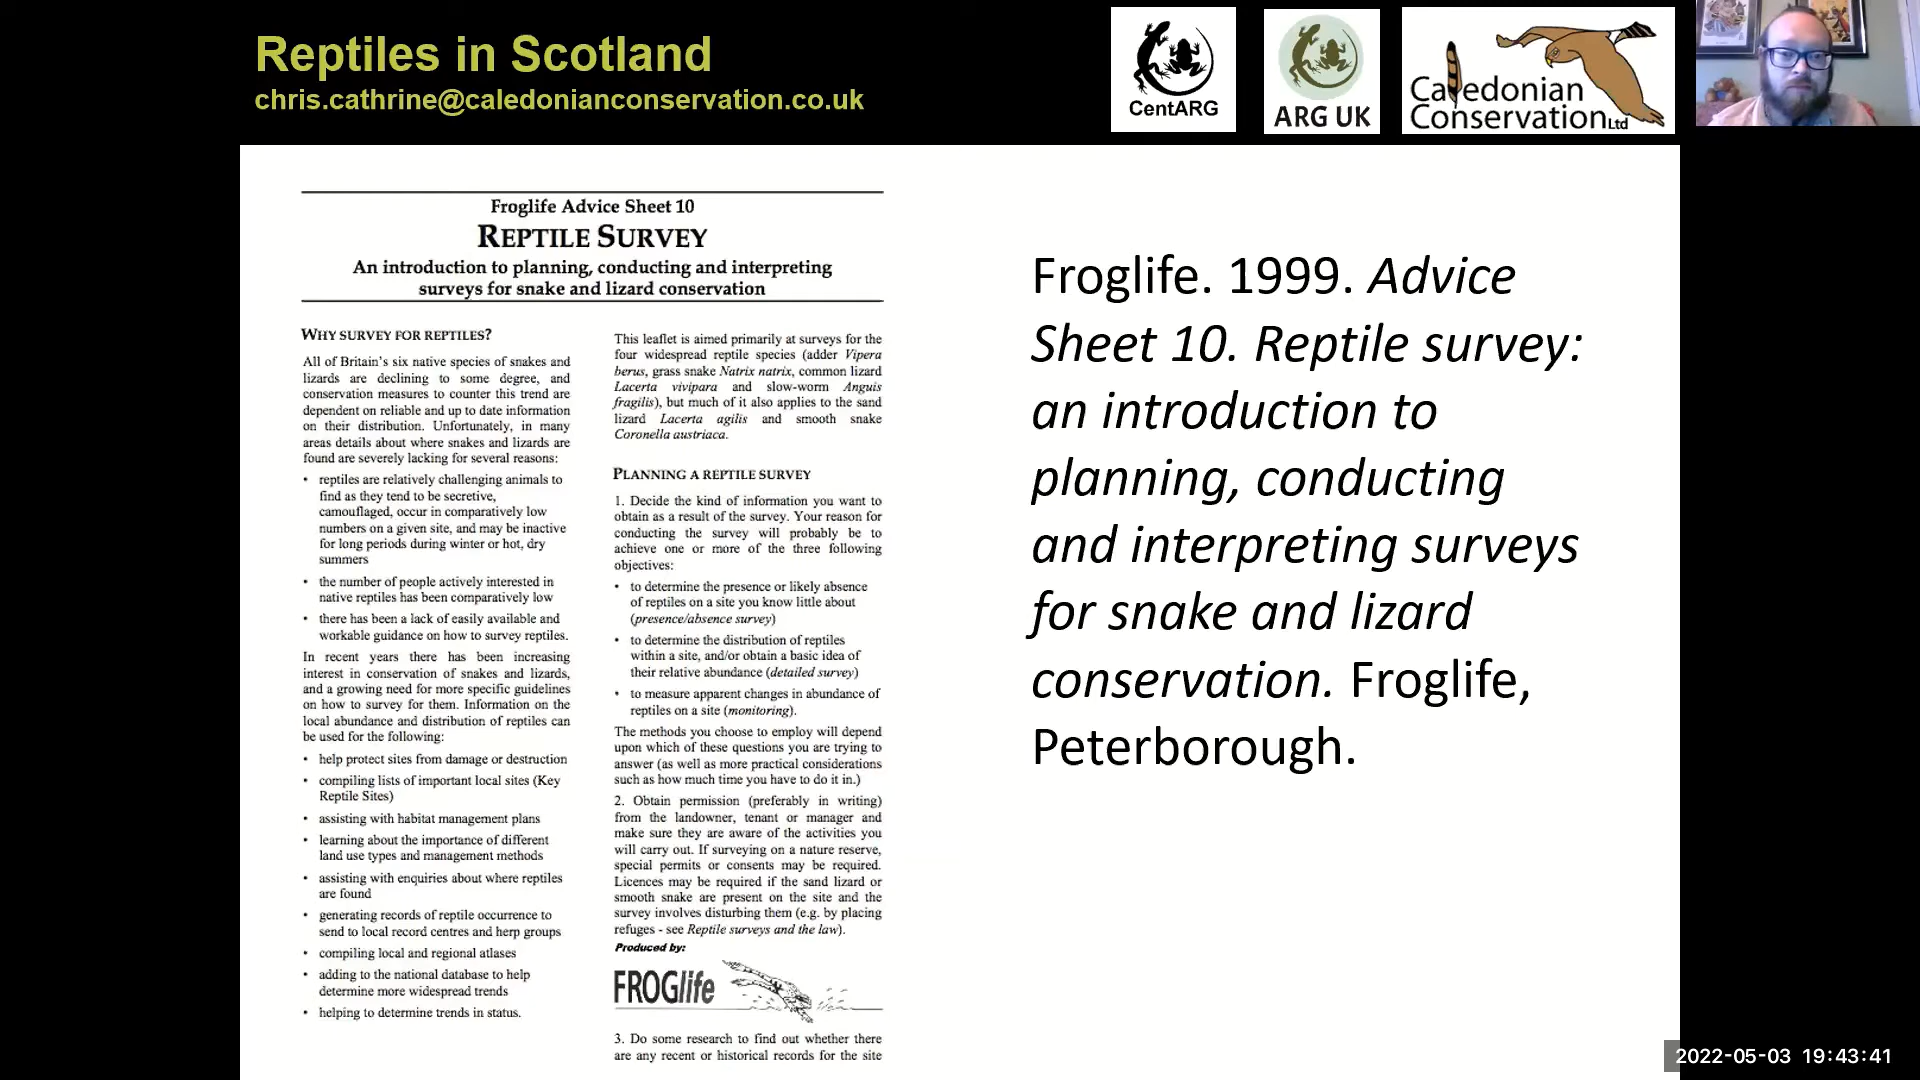 Reptiles in Scotland
chris.cathrine@caledonianconservation.co.uk
CentARG
ARG UK
Caledonian
Conservation Ltd
Froglife Advice Sheet 10
REPTILE SURVEY
An introduction to planning, conducting and interpreting
surveys for snake and lizard conservation
WHY SURVEY FOR REPTILES?
All of Britain's six native species of snakes and
lizards are declining to some degree, and
conservation measures to counter this trend are
dependent on reliable and up to date information
on their distribution. Unfortunately, in many
areas details about where snakes and lizards are
found are severely lacking for several reasons:
• reptiles are relatively challenging animals to
find as they tend to be secretive,
camouflaged, occur in comparatively low
numbers on a given site, and may be inactive
for long periods during winter or hot, dry
summers
• the number of people actively interested in
native reptiles has been comparatively low
• there has been a lack of easily available and
workable guidance on how to survey reptiles.
In recent years there has been increasing
interest in conservation of snakes and lizards,
and a growing need for more specific guidelines
on how to survey for them. Information on the
local abundance and distribution of reptiles can
be used for the following:
• help protect sites from damage or destruction
• compiling lists of important local sites (Key
Reptile Sites)
• assisting with habitat management plans
• learning about the importance of different
land use types and management methods
• assisting with enquiries about where reptiles
are found
• generating records of reptile occurrence to
send to local record centres and herp groups
• compiling local and regional atlases
• adding to the national database to help
determine more widespread trends
• helping to determine trends in status.
This leaflet is aimed primarily at surveys for the
four widespread reptile species (adder Vipera
berus, grass snake Natrix natrix, common lizard
Lacerta vivipara and slow-worm Anguis
fragilis), but much of it also applies to the sand
lizard Lacerta agilis and smooth snake
Coronella austriaca.
PLANNING A REPTILE SURVEY
1. Decide the kind of information you want to
obtain as a result of the survey. Your reason for
conducting the survey will probably be to
achieve one or more of the three following
objectives:
• to determine the presence or likely absence
of reptiles on a site you know little about
(presence/absence survey)
• to determine the distribution of reptiles
within a site, and/or obtain a basic idea of
their relative abundance (detailed survey)
• to measure apparent changes in abundance of
reptiles on a site (monitoring).
The methods you choose to employ will depend
upon which of these questions you are trying to
answer (as well as more practical considerations
such as how much time you have to do it in.)
2. Obtain permission (preferably in writing)
from the landowner, tenant or manager and
make sure they are aware of the activities you
will carry out. If surveying on a nature reserve,
special permits or consents may be required.
Licences may be required if the sand lizard or
smooth snake are present on the site and the
survey involves disturbing them (e.g. by placing
refuges - see Reptile surveys and the law).
Produced by:
FROGlife
3. Do some research to find out whether there
are any recent or historical records for the site
Froglife. 1999. Advice
Sheet 10. Reptile survey:
an introduction to
planning, conducting
and interpreting surveys
for snake and lizard
conservation. Froglife,
Peterborough.
2022-05-03 19:43:41